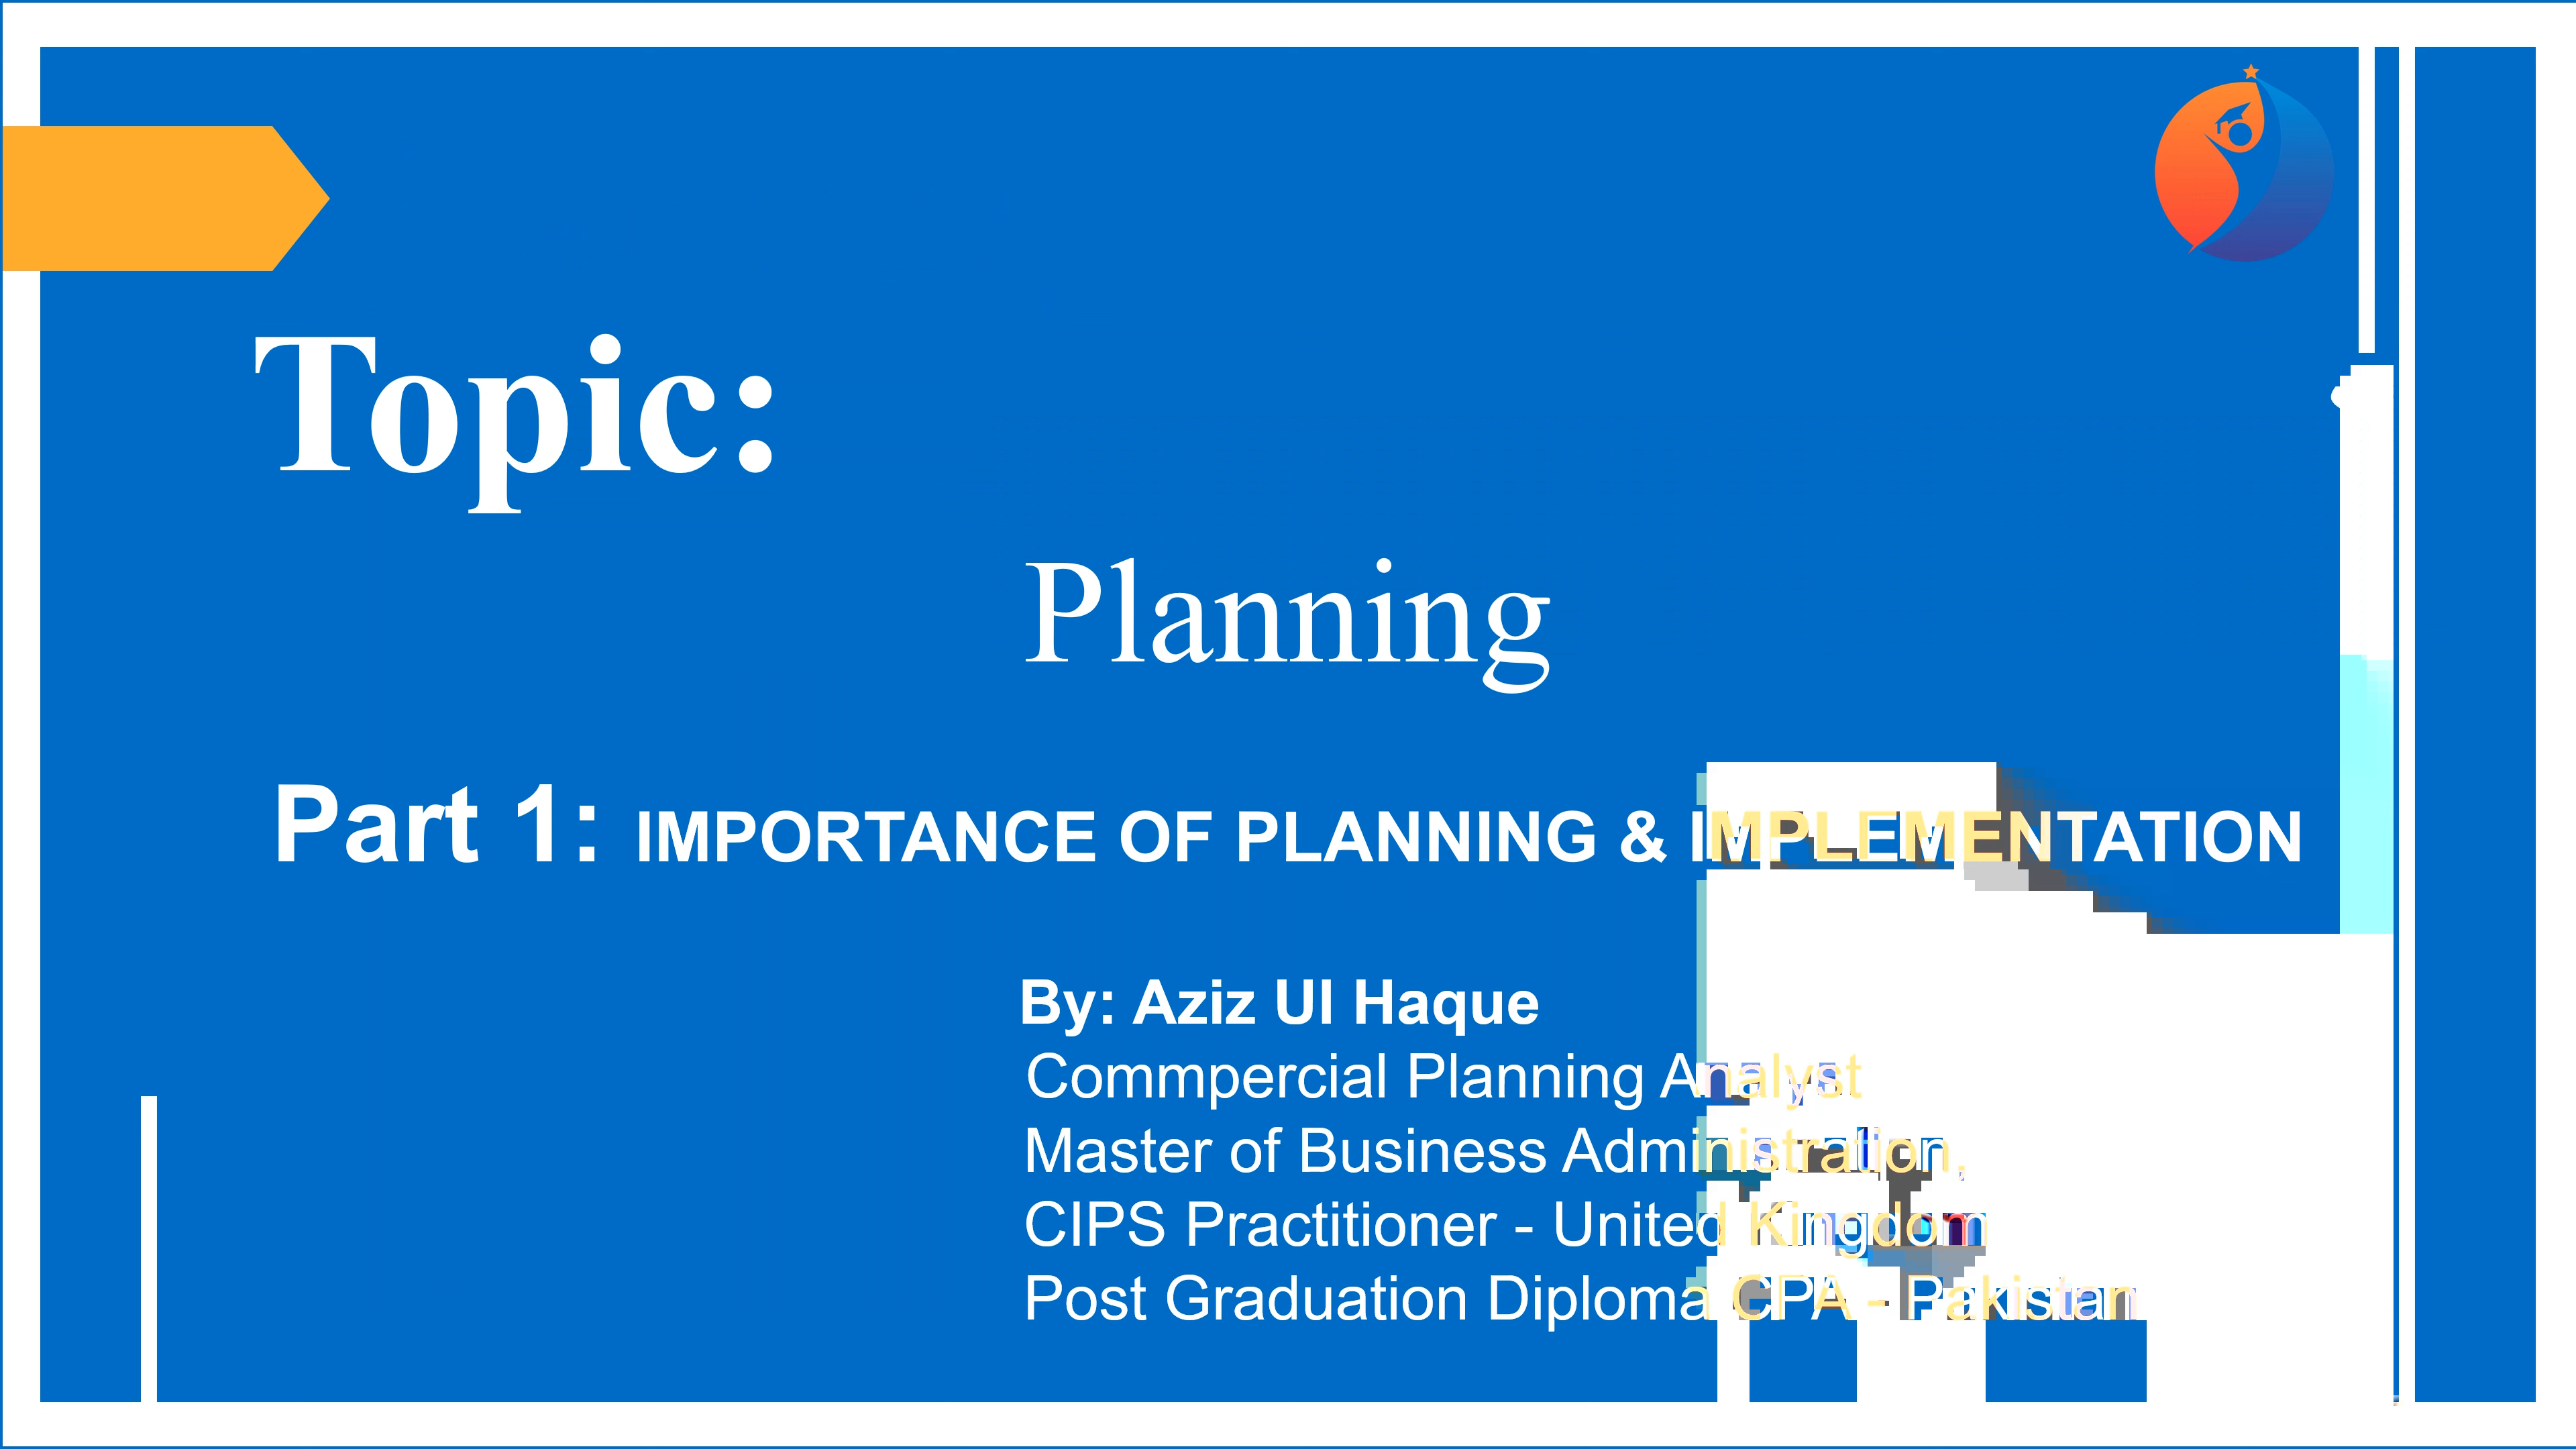 Topic:
Planning
Part 1: IMPORTANCE OF PLANNING & IMPLEMENTATION
By: Aziz Ul Haque
Commpercial Planning Analyst
Master of Business Administration,
CIPS Practitioner - United Kingdom
Post Graduation Diploma CPA - Pakistan